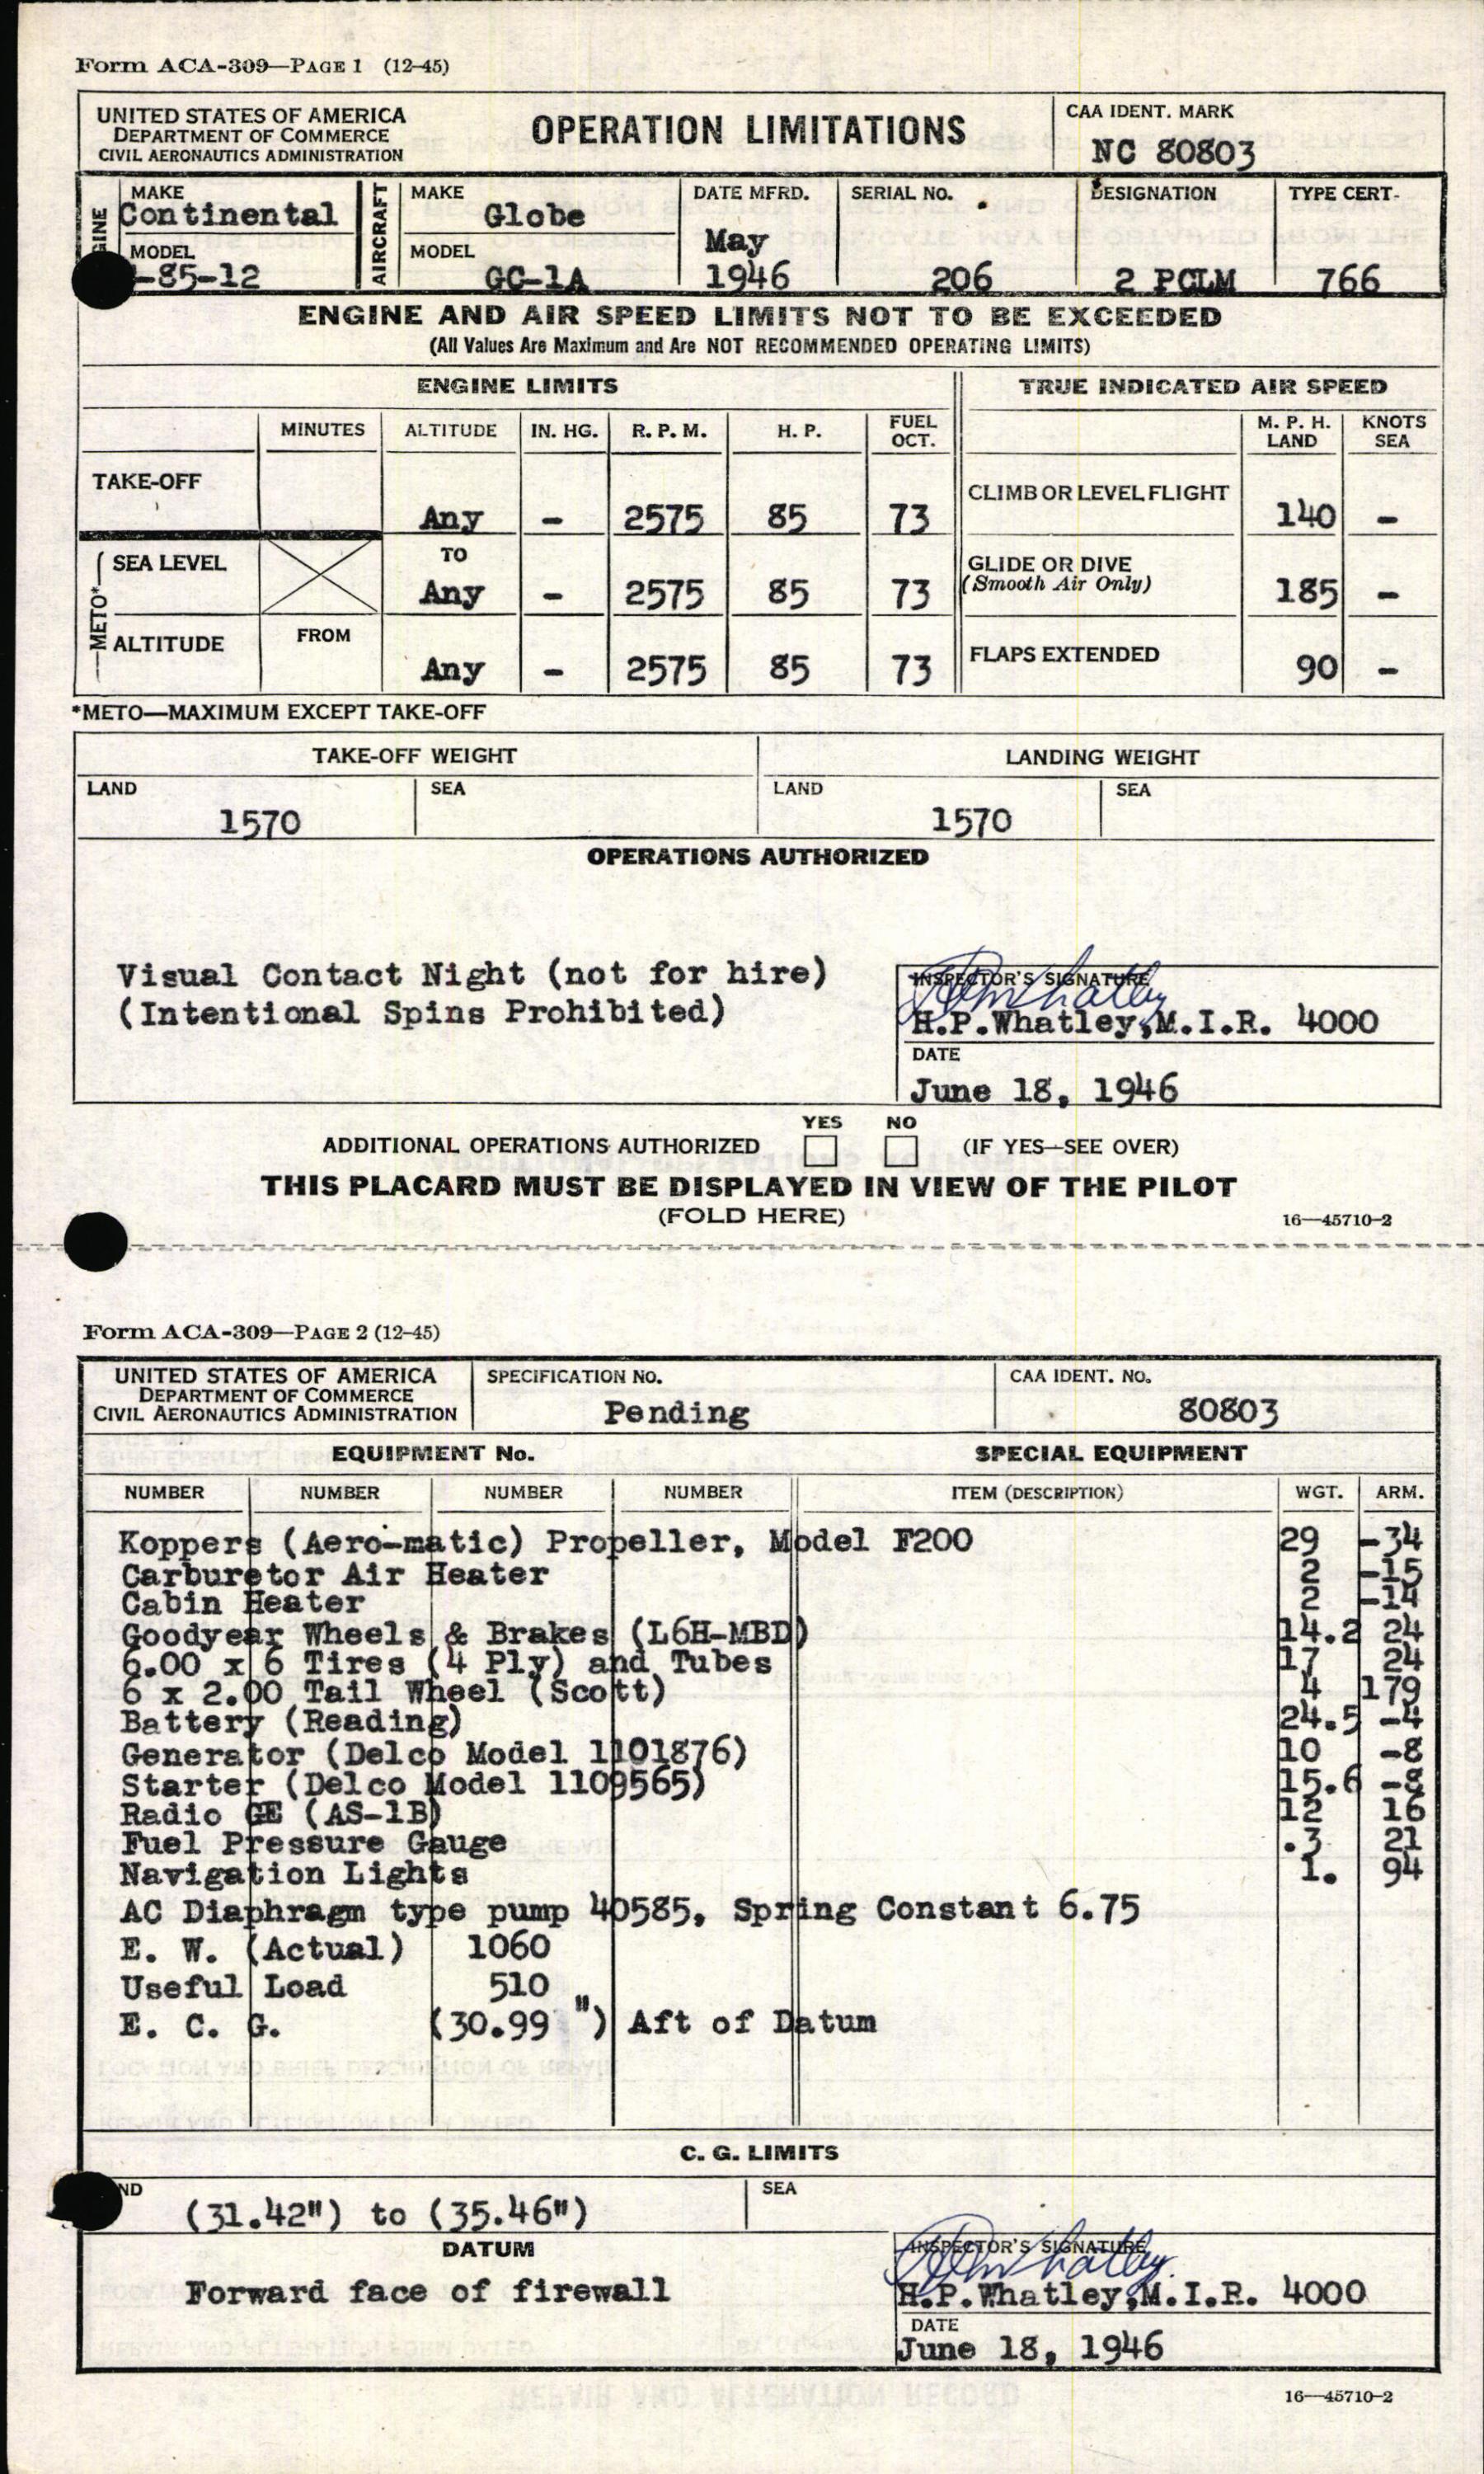 Form ACA-309—PAGE 1 (12-45)
UNITED STATES OF AMERICA
DEPARTMENT OF COMMERCE
CIVIL AERONAUTICS ADMINISTRATION
OPERATION LIMITATIONS
CAA IDENT. MARK
NC 80803
MAKE
Continental
MODEL
-85-12
AIRCRAFT
MAKE
Globe
MODEL
GC-1A
DATE MFRD.
May
1946
SERIAL NO.
206
DESIGNATION
2 PCLM
TYPE CERT.
766
ENGINE AND AIR SPEED LIMITS NOT TO BE EXCEEDED
(All Values Are Maximum and Are NOT RECOMMENDED OPERATING LIMITS)
ENGINE LIMITS TRUE INDICATED AIR SPEED
MINUTES ALTITUDE IN. HG. R. P. M. H. P. FUEL OCT. M. P. H. LAND KNOTS SEA
TAKE-OFF Any - 2575 85 73 CLIMB OR LEVEL FLIGHT 140 -
METO* SEA LEVEL TO Any - 2575 85 73 GLIDE OR DIVE (Smooth Air Only) 185 -
ALTITUDE FROM Any - 2575 85 73 FLAPS EXTENDED 90 -
*METO—MAXIMUM EXCEPT TAKE-OFF
TAKE-OFF WEIGHT LANDING WEIGHT
LAND SEA LAND SEA
1570 1570
OPERATIONS AUTHORIZED
Visual Contact Night (not for hire)
(Intentional Spins Prohibited)
INSPECTOR'S SIGNATURE
H.P.Whatley,M.I.R. 4000
DATE
June 18, 1946
YES NO
ADDITIONAL OPERATIONS AUTHORIZED (IF YES—SEE OVER)
THIS PLACARD MUST BE DISPLAYED IN VIEW OF THE PILOT
(FOLD HERE)
16—45710-2
Form ACA-309—PAGE 2 (12-45)
UNITED STATES OF AMERICA
DEPARTMENT OF COMMERCE
CIVIL AERONAUTICS ADMINISTRATION
SPECIFICATION NO.
Pending
CAA IDENT. NO.
80803
EQUIPMENT No. SPECIAL EQUIPMENT
NUMBER NUMBER NUMBER NUMBER ITEM (DESCRIPTION) WGT. ARM.
Koppers (Aero-matic) Propeller, Model F200 29 -34
Carburetor Air Heater 2 -15
Cabin Heater 2 -14
Goodyear Wheels & Brakes (L6H-MBD) 14.2 24
6.00 x 6 Tires (4 Ply) and Tubes 17 24
6 x 2.00 Tail Wheel (Scott) 4 179
Battery (Reading) 24.5 -4
Generator (Delco Model 1101876) 10 -8
Starter (Delco Model 1109565) 15.6 -8
Radio GE (AS-1B) 12 16
Fuel Pressure Gauge .3 21
Navigation Lights 1. 94
AC Diaphragm type pump 40585, Spring Constant 6.75
E. W. (Actual) 1060
Useful Load 510
E. C. G. (30.99 ") Aft of Datum
C. G. LIMITS
(31.42") to (35.46") SEA
DATUM
Forward face of firewall
INSPECTOR'S SIGNATURE
H.P.Whatley,M.I.R. 4000
DATE
June 18, 1946
16—45710-2